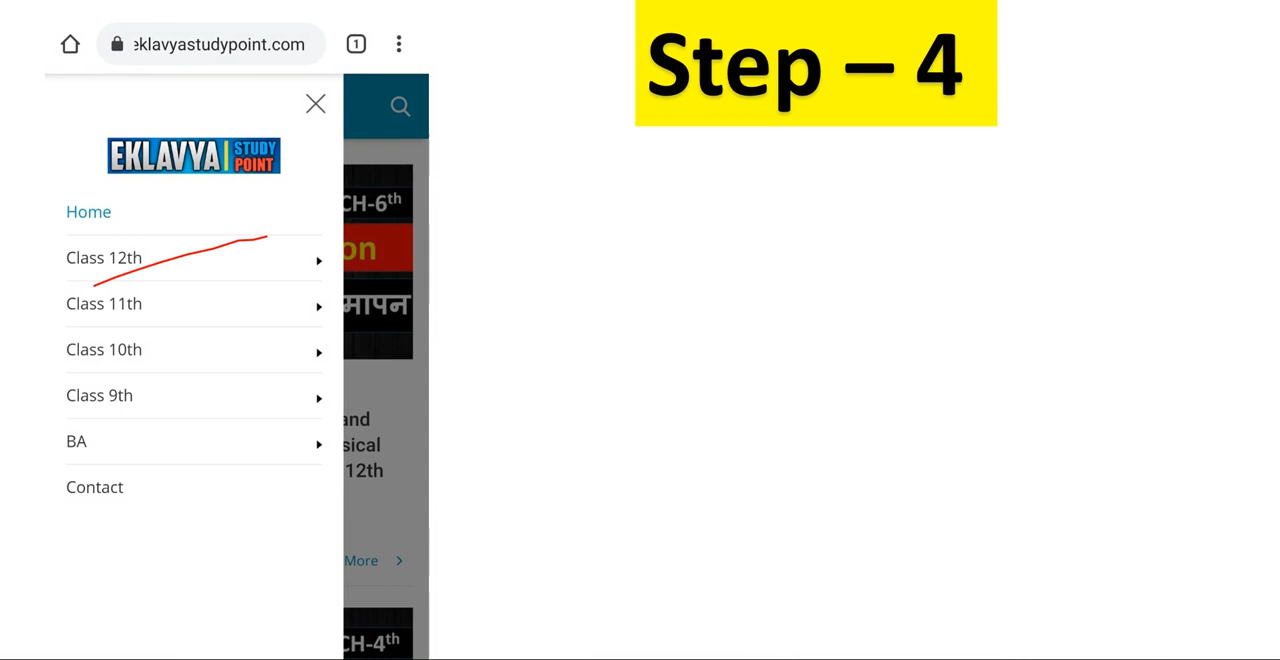 eklavyastudypoint.com
1
Step – 4
EKLAVYA STUDY POINT
CH-6th
Home
on
Class 12th
मापन
Class 11th
Class 10th
Class 9th
and
BA
sical
12th
Contact
More
CH-4th